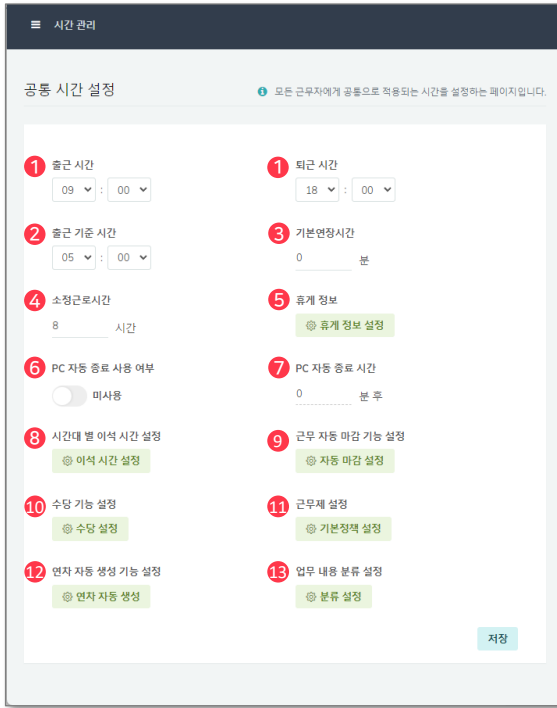 ≡ 시간 관리
공통 시간 설정
모든 근무자에게 공통으로 적용되는 시간을 설정하는 페이지입니다.
1 출근 시간
09 : 00
1 퇴근 시간
18 : 00
2 출근 기준 시간
05 : 00
3 기본연장시간
0 분
4 소정근로시간
8 시간
5 휴게 정보
휴게 정보 설정
6 PC 자동 종료 사용 여부
미사용
7 PC 자동 종료 시간
0 분 후
8 시간대 별 이석 시간 설정
이석 시간 설정
9 근무 자동 마감 기능 설정
자동 마감 설정
10 수당 기능 설정
수당 설정
11 근무제 설정
기본정책 설정
12 연차 자동 생성 기능 설정
연차 자동 생성
13 업무 내용 분류 설정
분류 설정
저장